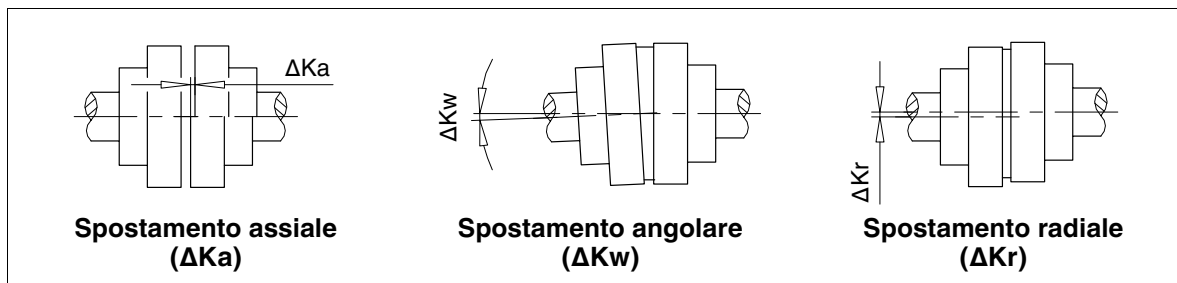 ΔKa
Spostamento assiale
(ΔKa)
ΔKw
Spostamento angolare
(ΔKw)
ΔKr
Spostamento radiale
(ΔKr)